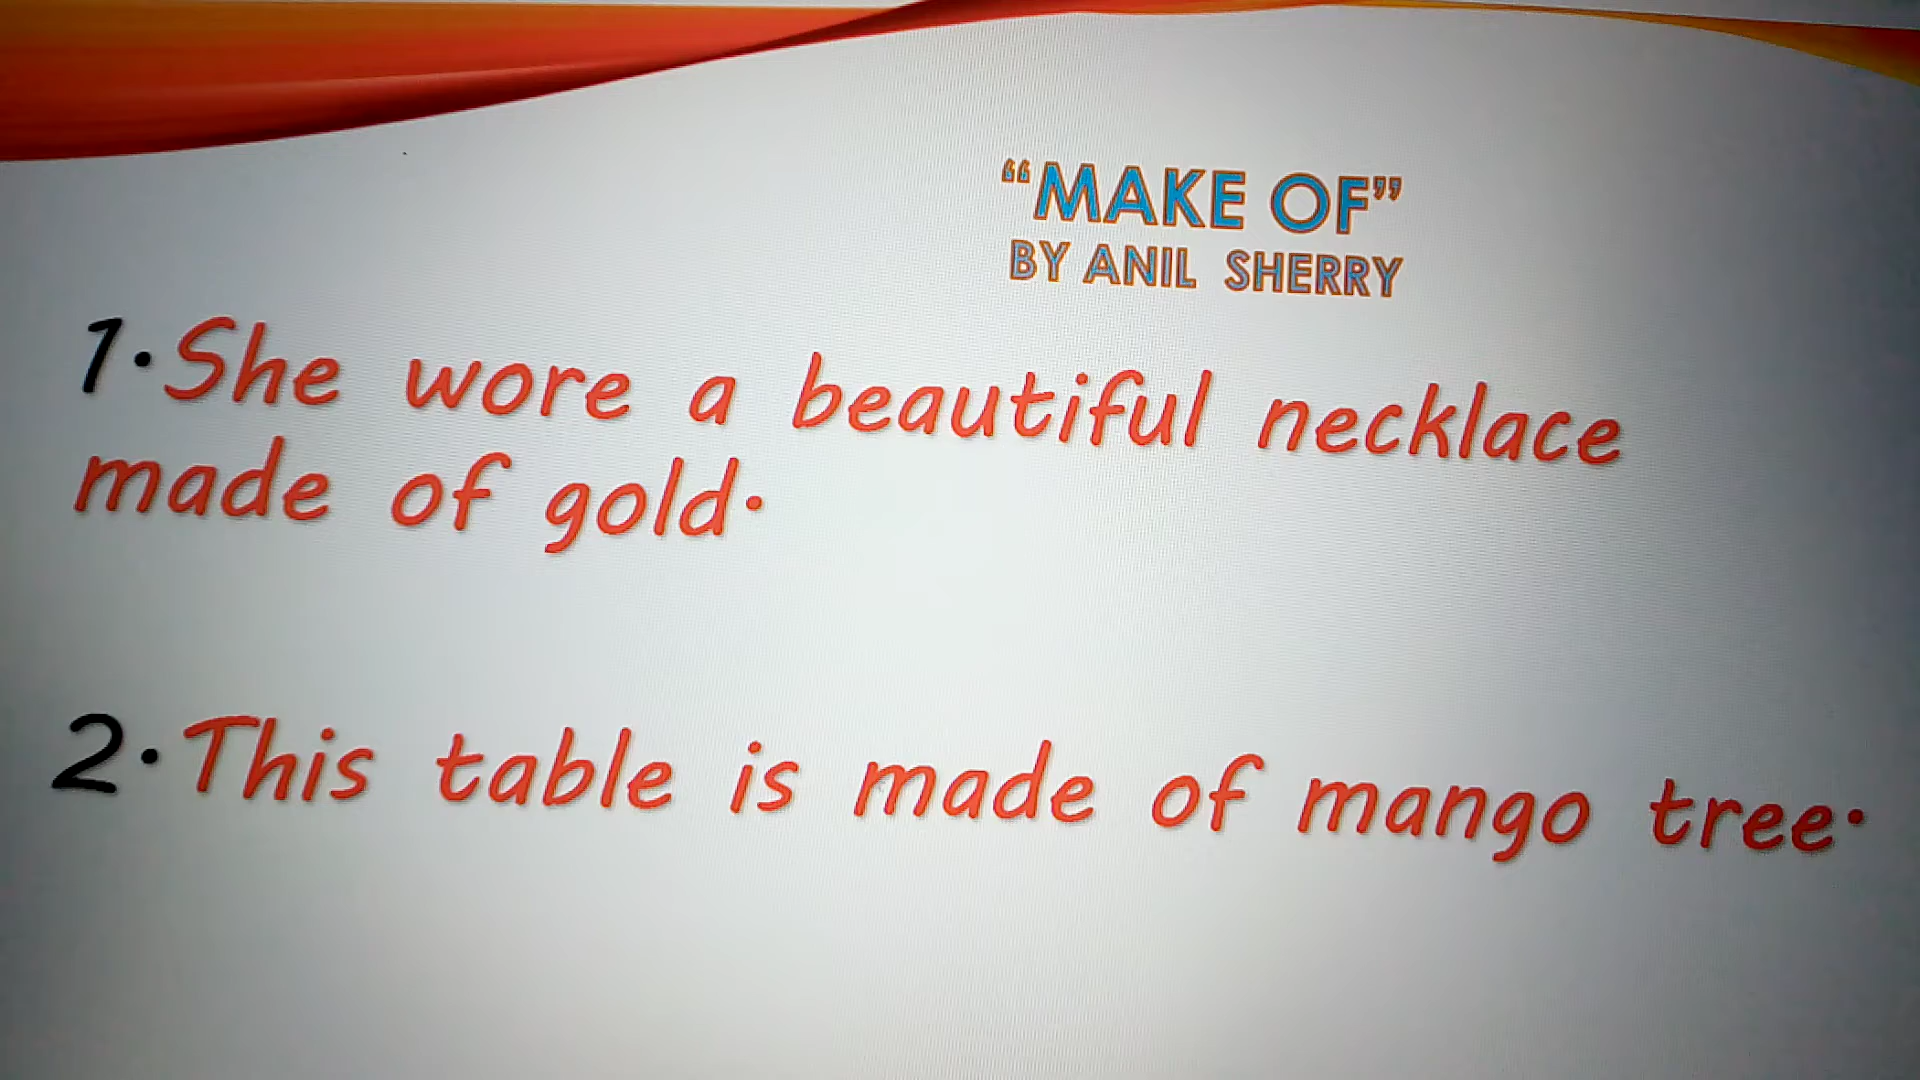 “MAKE OF”
BY ANIL SHERRY
1.She wore a beautiful necklace
made of gold.
2.This table is made of mango tree.